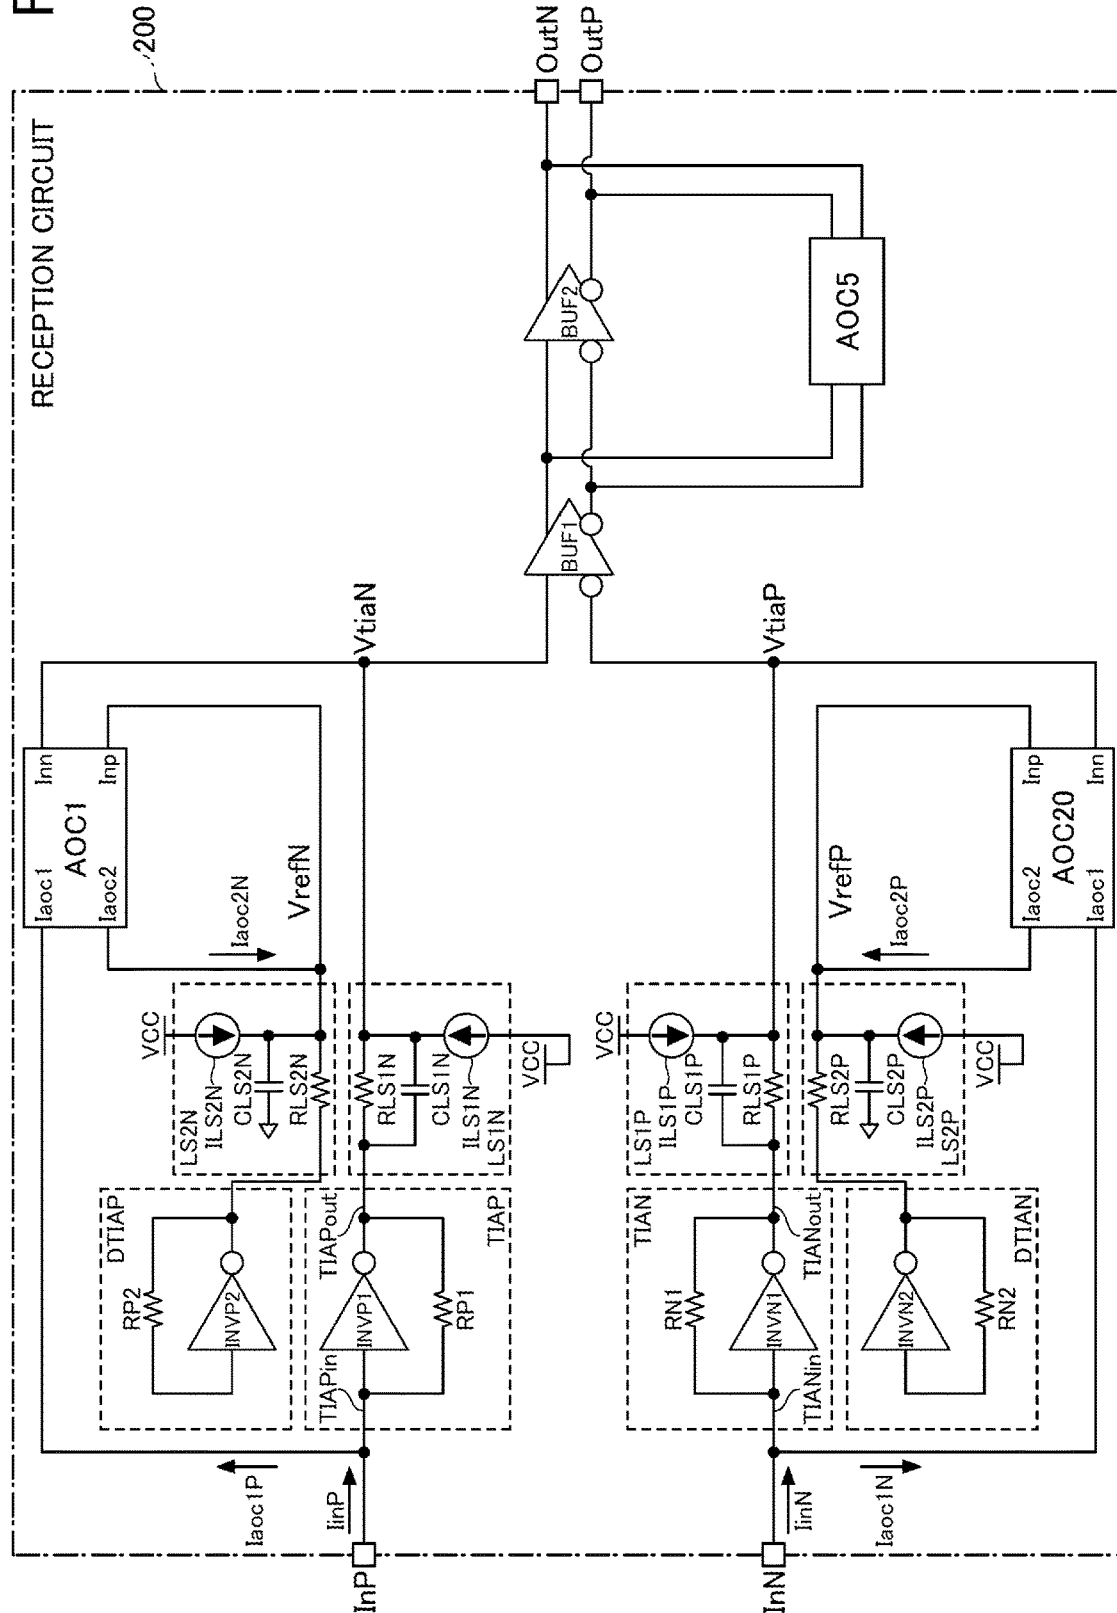 F
200
RECEPTION CIRCUIT
Iaoc1 Inn
AOC1
Iaoc2 Inp
Iaoc2N
VrefN
VtiaN
VCC
LS2N
ILS2N
CLS2N
RLS2N
RLS1N
CLS1N
ILS1N
LS1N
VCC
DTIAP
RP2
INVP2
TIAPout
TIAPin
INVP1
RP1
TIAP
Iaoc1P
IinP
InP
BUF1
BUF2
OutN
OutP
AOC5
VtiaP
VCC
LS1P
ILS1P
CLS1P
RLS1P
RLS2P
CLS2P
ILS2P
LS2P
VCC
TIAN
RN1
INVN1
TIANout
TIANin
INVN2
RN2
DTIAN
InN
IinN
Iaoc1N
VrefP
Iaoc2P
Iaoc2 Inp
AOC20
Iaoc1 Inn